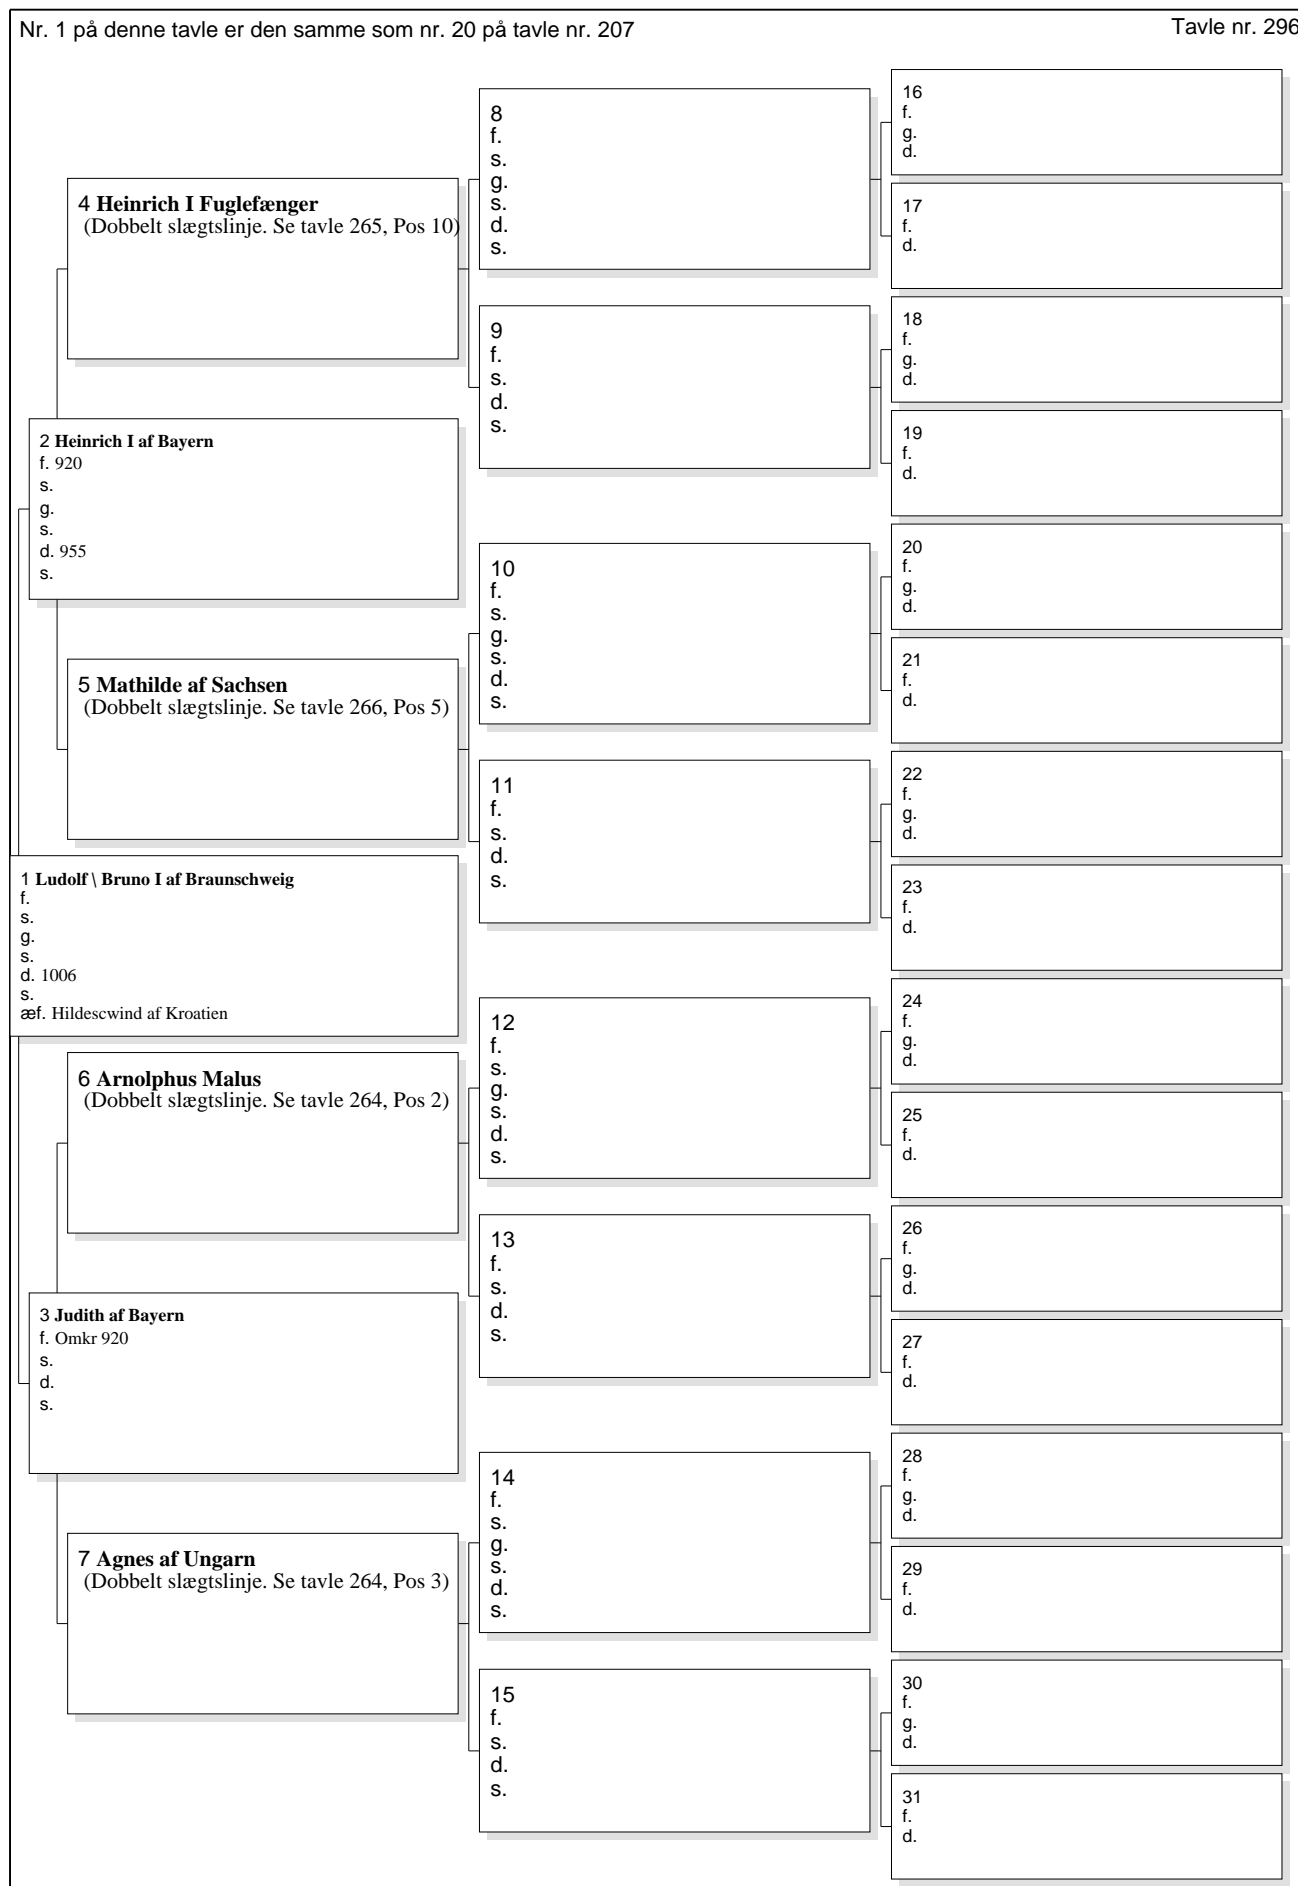 Nr. 1 på denne tavle er den samme som nr. 20 på tavle nr. 207
Tavle nr. 296
4 Heinrich I Fuglefænger
(Dobbelt slægtslinje. Se tavle 265, Pos 10)
2 Heinrich I af Bayern
f. 920
s.
g.
s.
d. 955
s.
5 Mathilde af Sachsen
(Dobbelt slægtslinje. Se tavle 266, Pos 5)
1 Ludolf \ Bruno I af Braunschweig
f.
s.
g.
s.
d. 1006
s.
æf. Hildescwind af Kroatien
6 Arnolphus Malus
(Dobbelt slægtslinje. Se tavle 264, Pos 2)
3 Judith af Bayern
f. Omkr 920
s.
d.
s.
7 Agnes af Ungarn
(Dobbelt slægtslinje. Se tavle 264, Pos 3)
8
f.
s.
g.
s.
d.
s.
9
f.
s.
d.
s.
10
f.
s.
g.
s.
d.
s.
11
f.
s.
d.
s.
12
f.
s.
g.
s.
d.
s.
13
f.
s.
d.
s.
14
f.
s.
g.
s.
d.
s.
15
f.
s.
d.
s.
16
f.
g.
d.
17
f.
d.
18
f.
g.
d.
19
f.
d.
20
f.
g.
d.
21
f.
d.
22
f.
g.
d.
23
f.
d.
24
f.
g.
d.
25
f.
d.
26
f.
g.
d.
27
f.
d.
28
f.
g.
d.
29
f.
d.
30
f.
g.
d.
31
f.
d.